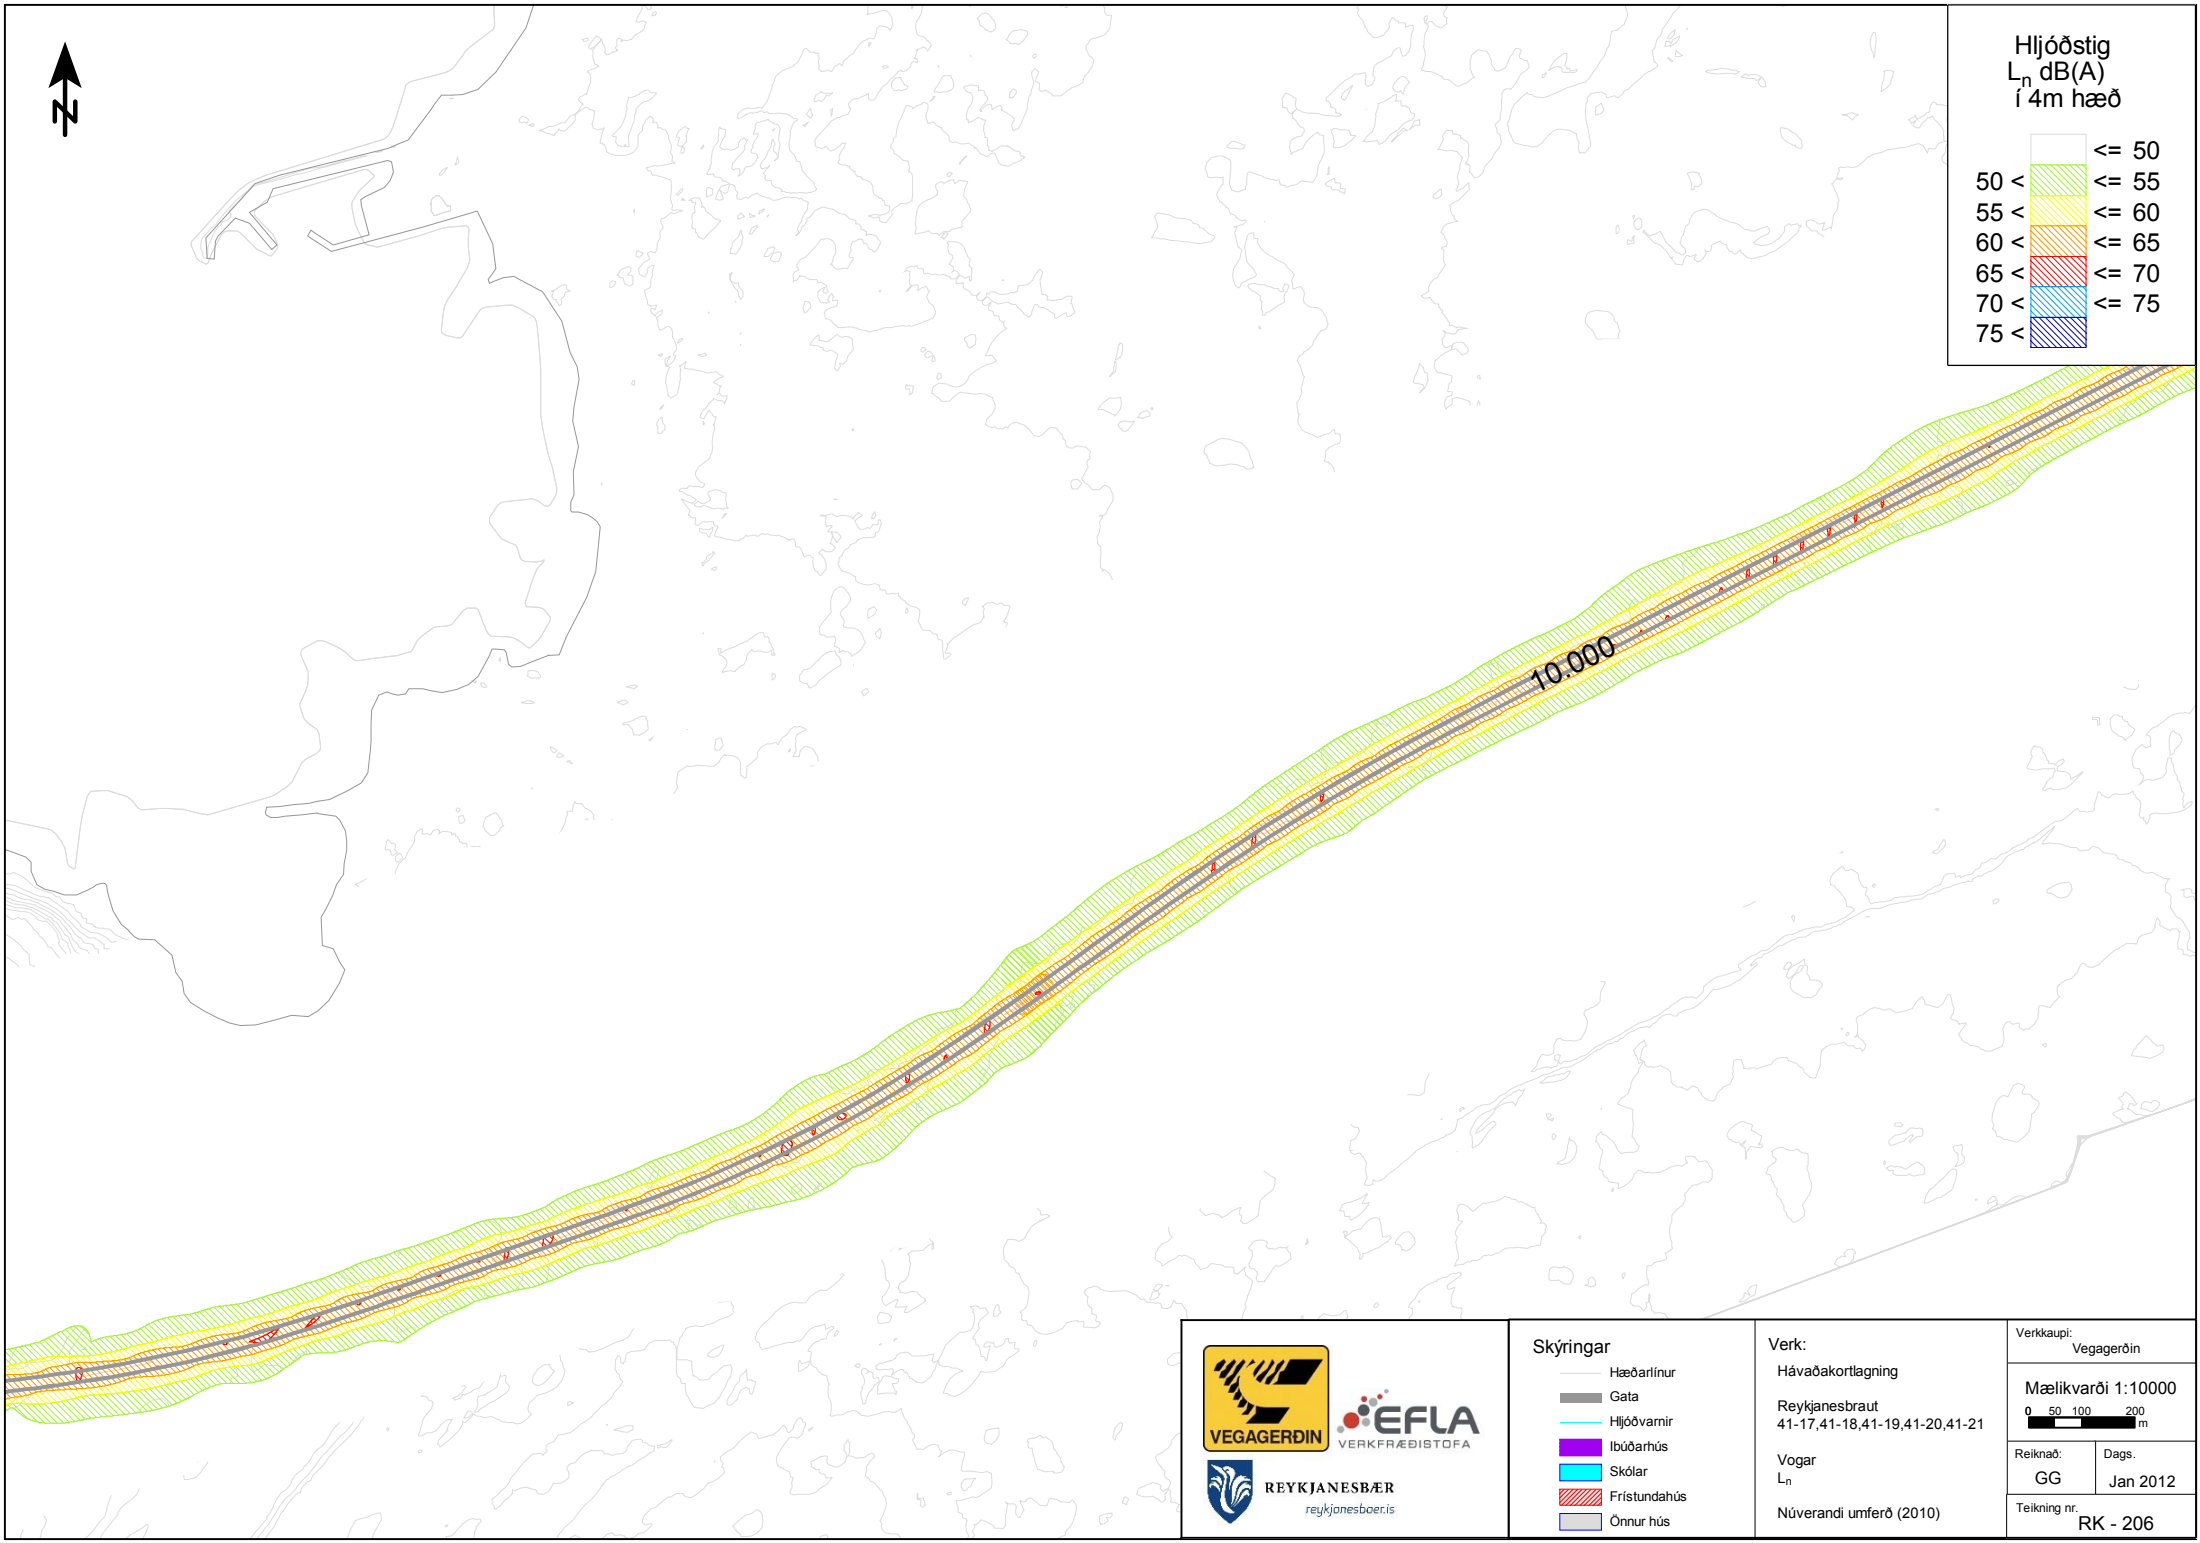 N
Hljóðstig
Ln dB(A)
í 4m hæð
<= 50
50 < <= 55
55 < <= 60
60 < <= 65
65 < <= 70
70 < <= 75
75 <
10.000
VEGAGERÐIN
EFLA
VERKFRÆÐISTOFA
REYKJANESBÆR
reykjanesbaer.is
Skýringar
Hæðarlínur
Gata
Hljóðvarnir
Ibúðarhús
Skólar
Frístundahús
Önnur hús
Verk:
Hávaðakortlagning
Reykjanesbraut
41-17,41-18,41-19,41-20,41-21
Vogar
Ln
Núverandi umferð (2010)
Verkkaupi:
Vegagerðin
Mælikvarði 1:10000
0 50 100 200
m
Reiknað:
GG
Dags.
Jan 2012
Teikning nr.
RK - 206